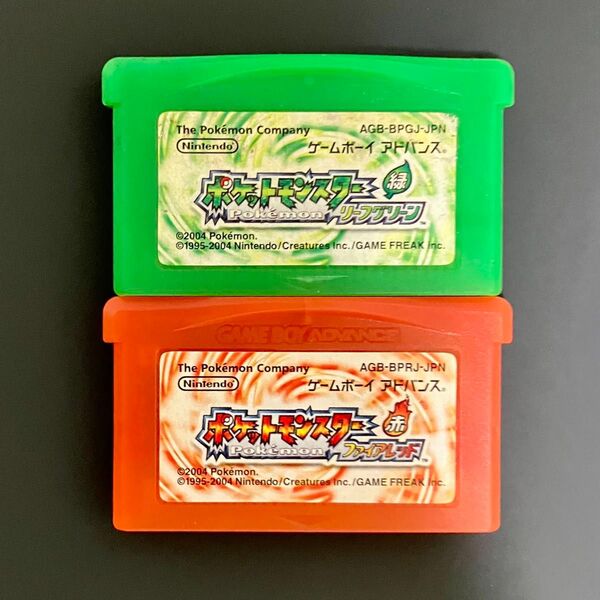 The Pokémon Company AGB-BPGJ-JPN
Nintendo ゲームボーイ アドバンス®
ポケットモンスター 緑
Pokémon リーフグリーン™
©2004 Pokémon.
©1995-2004 Nintendo/Creatures Inc./GAME FREAK inc.
GAME BOY ADVANCE
The Pokémon Company AGB-BPRJ-JPN
Nintendo ゲームボーイ アドバンス®
ポケットモンスター 赤
Pokémon ファイアレッド™
©2004 Pokémon.
©1995-2004 Nintendo/Creatures Inc./GAME FREAK inc.